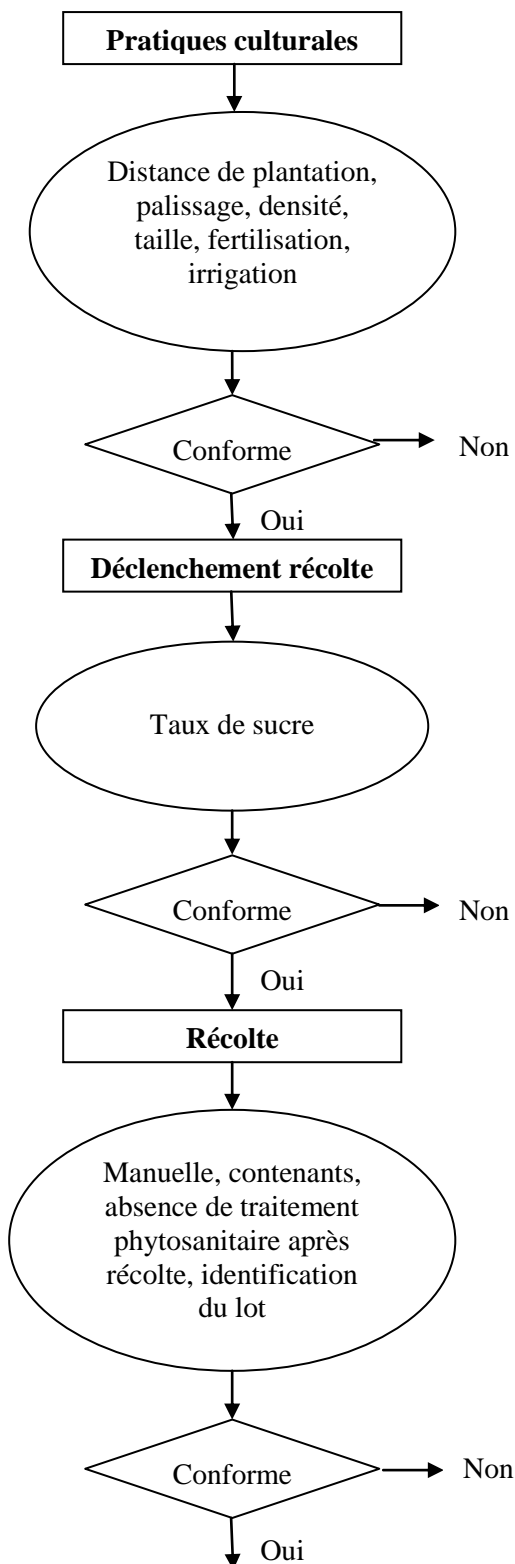 Pratiques culturales
Distance de plantation,
palissage, densité,
taille, fertilisation,
irrigation
Conforme
Non
Oui
Déclenchement récolte
Taux de sucre
Conforme
Non
Oui
Récolte
Manuelle, contenants,
absence de traitement
phytosanitaire après
récolte, identification
du lot
Conforme
Non
Oui